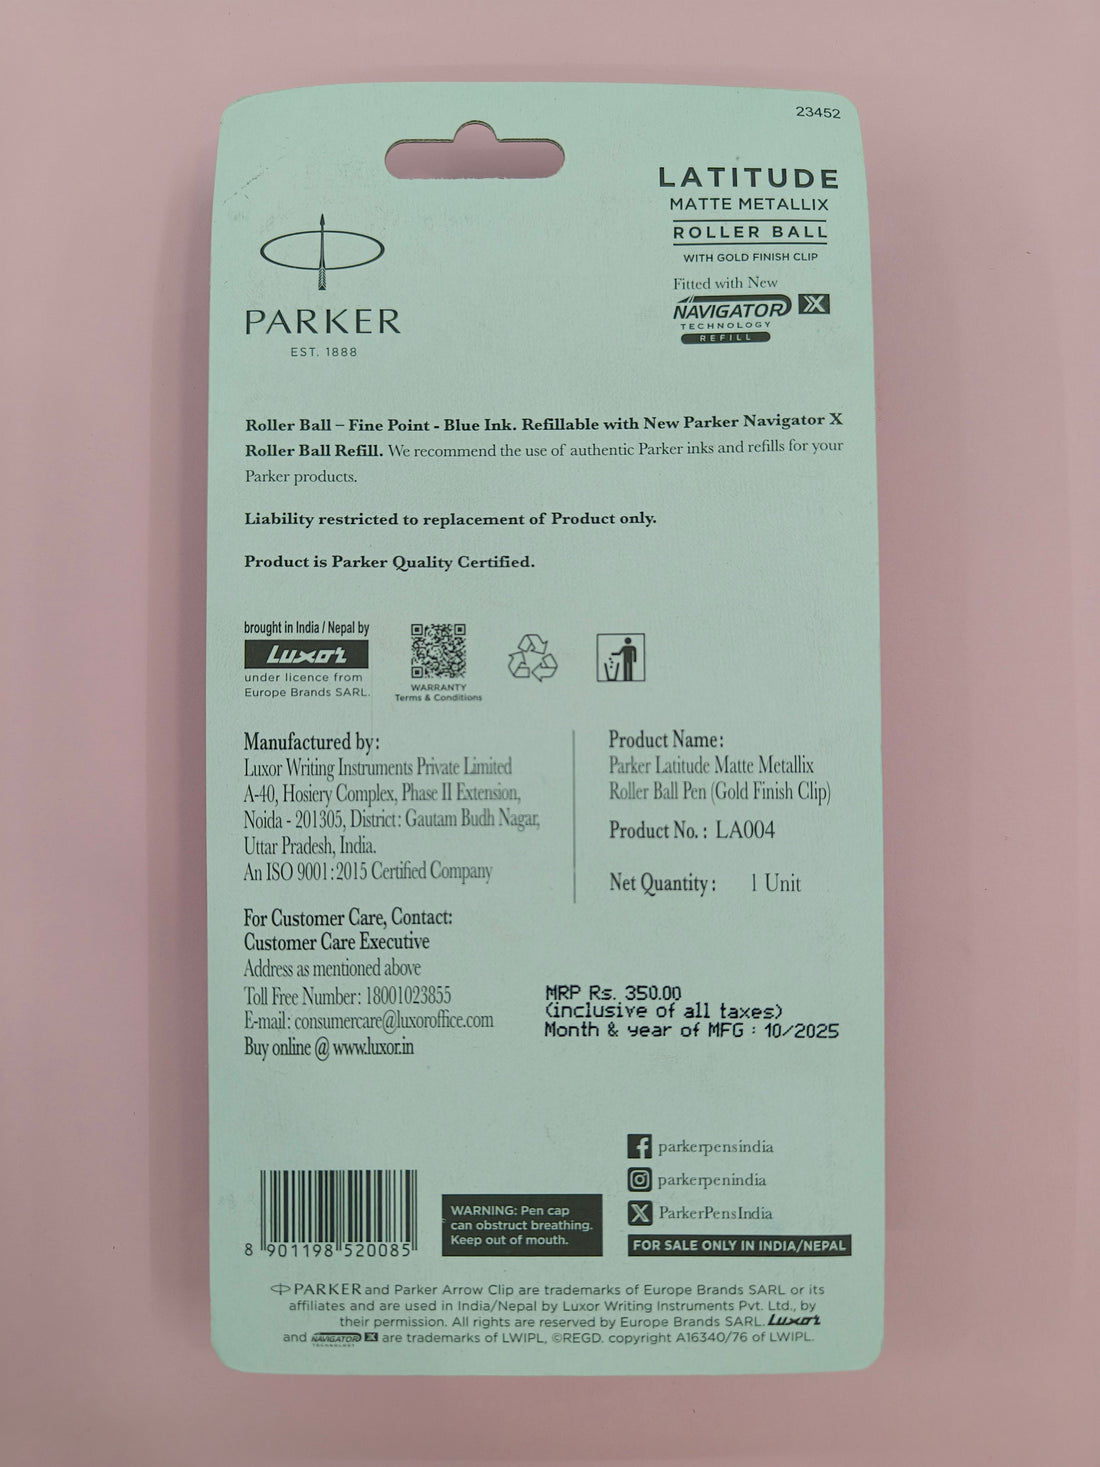 23452
LATITUDE
MATTE METALLIX
ROLLER BALL
WITH GOLD FINISH CLIP
Fitted with New
NAVIGATOR X
TECHNOLOGY
REFILL
PARKER
EST. 1888
Roller Ball – Fine Point - Blue Ink. Refillable with New Parker Navigator X
Roller Ball Refill. We recommend the use of authentic Parker inks and refills for your
Parker products.
Liability restricted to replacement of Product only.
Product is Parker Quality Certified.
brought in India / Nepal by
Luxor
under licence from
Europe Brands SARL.
WARRANTY
Terms & Conditions
Manufactured by:
Luxor Writing Instruments Private Limited
A-40, Hosiery Complex, Phase II Extension,
Noida - 201305, District: Gautam Budh Nagar,
Uttar Pradesh, India.
An ISO 9001:2015 Certified Company
For Customer Care, Contact:
Customer Care Executive
Address as mentioned above
Toll Free Number: 18001023855
E-mail: consumercare@luxoroffice.com
Buy online @ www.luxor.in
Product Name:
Parker Latitude Matte Metallix
Roller Ball Pen (Gold Finish Clip)
Product No.: LA004
Net Quantity: 1 Unit
MRP Rs. 350.00
(inclusive of all taxes)
Month & year of MFG : 10/2025
parkerpensindia
parkerpenindia
ParkerPensIndia
FOR SALE ONLY IN INDIA/NEPAL
8 901198 520085
WARNING: Pen cap
can obstruct breathing.
Keep out of mouth.
PARKER and Parker Arrow Clip are trademarks of Europe Brands SARL or its
affiliates and are used in India/Nepal by Luxor Writing Instruments Pvt. Ltd., by
their permission. All rights are reserved by Europe Brands SARL. Luxor
and NAVIGATOR X TECHNOLOGY are trademarks of LWIPL, ©REGD. copyright A16340/76 of LWIPL.